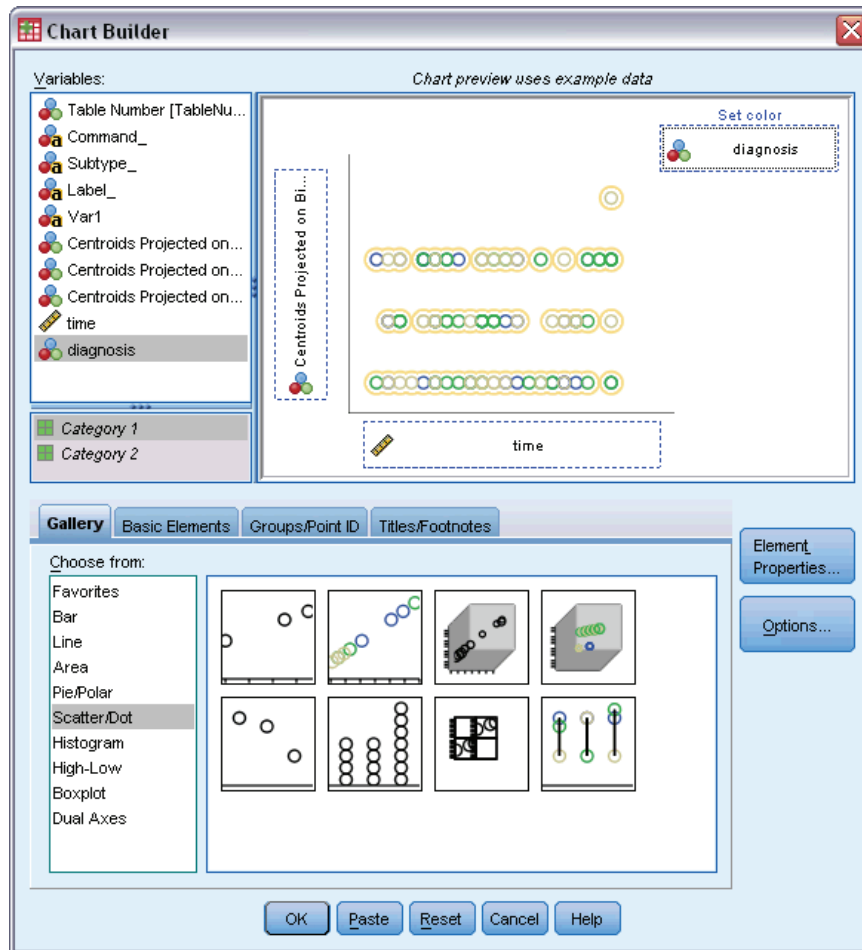 Chart Builder
Variables:
Chart preview uses example data
Table Number [TableNu...
Command_
Subtype_
Label_
Var1
Centroids Projected on...
Centroids Projected on...
Centroids Projected on...
time
diagnosis
Category 1
Category 2
Set color
diagnosis
Centroids Projected on Bi...
time
Gallery
Basic Elements
Groups/Point ID
Titles/Footnotes
Choose from:
Favorites
Bar
Line
Area
Pie/Polar
Scatter/Dot
Histogram
High-Low
Boxplot
Dual Axes
Element
Properties...
Options...
OK
Paste
Reset
Cancel
Help